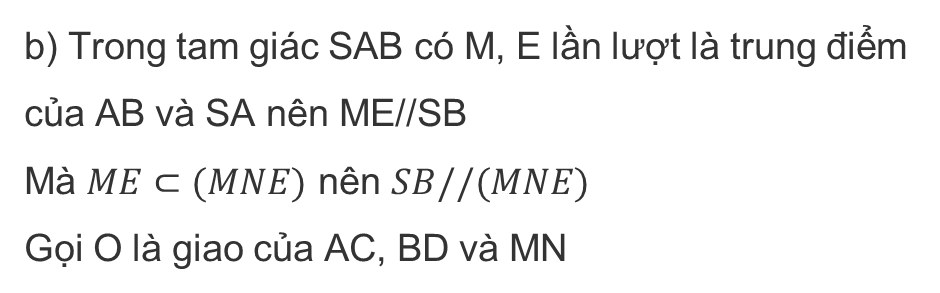 b) Trong tam giác SAB có M, E lần lượt là trung điểm
của AB và SA nên ME//SB
Mà ME ⊂ (MNE) nên SB//(MNE)
Gọi O là giao của AC, BD và MN